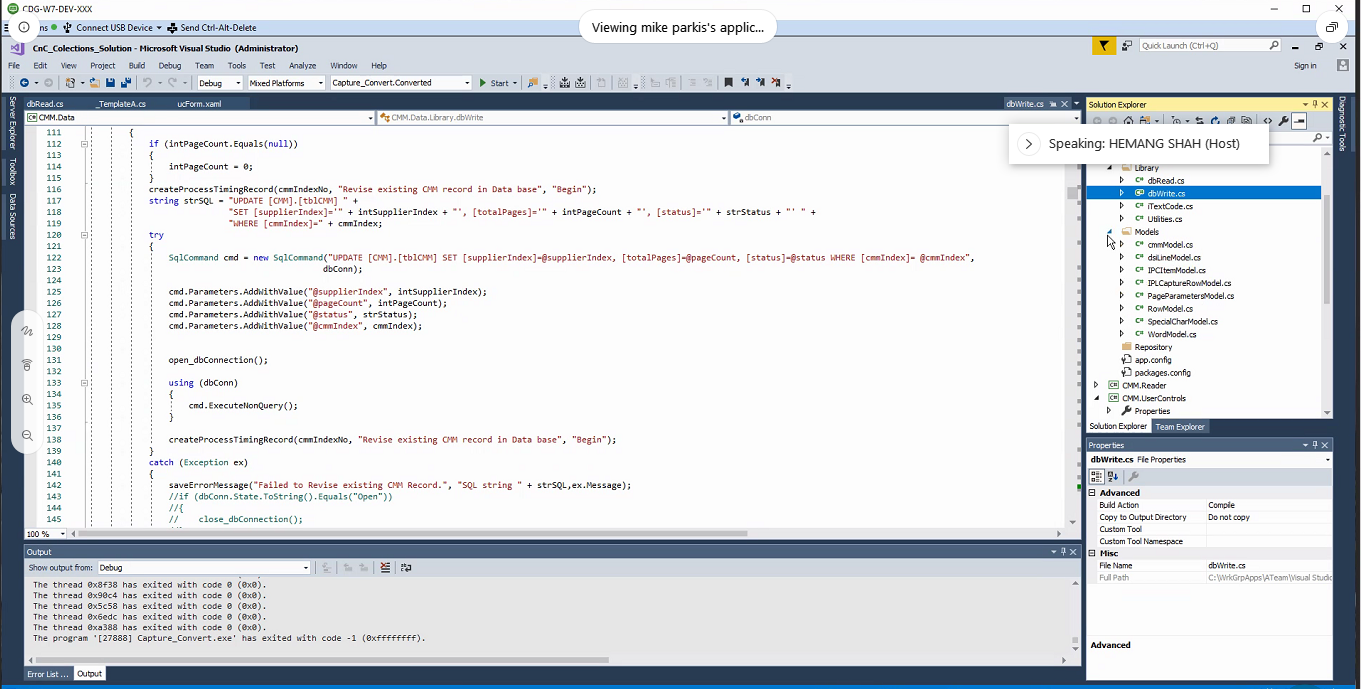 CDG-W7-DEV-XXX
ns Connect USB Device Send Ctrl-Alt-Delete
Viewing mike parkis's applic...
CnC_Colections_Solution - Microsoft Visual Studio (Administrator)
Quick Launch (Ctrl+Q)
File Edit View Project Build Debug Team Tools Test Analyze Window Help
Sign in
Debug Mixed Platforms Capture_Convert.Converted Start
dbRead.cs _TemplateA.cs ucForm.xaml dbWrite.cs
CMM.Data CMM.Data.Library.dbWrite dbConn
Server Explorer
Toolbox
Data Sources
Diagnostic Tools
Solution Explorer
Speaking: HEMANG SHAH (Host)
111 {
112 if (intPageCount.Equals(null))
113 {
114 intPageCount = 0;
115 }
116 createProcessTimingRecord(cmmIndexNo, "Revise existing CMM record in Data base", "Begin");
117 string strSQL = "UPDATE [CMM].[tblCMM] " +
118 "SET [supplierIndex]='" + intSupplierIndex + "', [totalPages]='" + intPageCount + "', [status]='" + strStatus + "' " +
119 "WHERE [cmmIndex]=" + cmmIndex;
120 try
121 {
122 SqlCommand cmd = new SqlCommand("UPDATE [CMM].[tblCMM] SET [supplierIndex]=@supplierIndex, [totalPages]=@pageCount, [status]=@status WHERE [cmmIndex]= @cmmIndex",
123 dbConn);
124
125 cmd.Parameters.AddWithValue("@supplierIndex", intSupplierIndex);
126 cmd.Parameters.AddWithValue("@pageCount", intPageCount);
127 cmd.Parameters.AddWithValue("@status", strStatus);
128 cmd.Parameters.AddWithValue("@cmmIndex", cmmIndex);
129
130
131 open_dbConnection();
132
133 using (dbConn)
134 {
135 cmd.ExecuteNonQuery();
136 }
137
138 createProcessTimingRecord(cmmIndexNo, "Revise existing CMM record in Data base", "Begin");
139 }
140 catch (Exception ex)
141 {
142 saveErrorMessage("Failed to Revise existing CMM Record.", "SQL string " + strSQL,ex.Message);
143 //if (dbConn.State.ToString().Equals("Open"))
144 //{
145 // close_dbConnection();
100 %
Library
dbRead.cs
dbWrite.cs
iTextCode.cs
Utilities.cs
Models
cmmModel.cs
dsiLineModel.cs
IPCItemModel.cs
IPLCaptureRowModel.cs
PageParametersModel.cs
RowModel.cs
SpecialCharModel.cs
WordModel.cs
Repository
app.config
packages.config
CMM.Reader
CMM.UserControls
Properties
Solution Explorer Team Explorer
Properties
dbWrite.cs File Properties
Advanced
Build Action Compile
Copy to Output Directory Do not copy
Custom Tool
Custom Tool Namespace
Misc
File Name dbWrite.cs
Full Path C:\WrkGrpApps\ATeam\Visual Studio
Advanced
Output
Show output from: Debug
The thread 0x8f38 has exited with code 0 (0x0).
The thread 0x90c4 has exited with code 0 (0x0).
The thread 0x5c58 has exited with code 0 (0x0).
The thread 0x6edc has exited with code 0 (0x0).
The thread 0xa388 has exited with code 0 (0x0).
The program '[27888] Capture_Convert.exe' has exited with code -1 (0xffffffff).
Error List ... Output